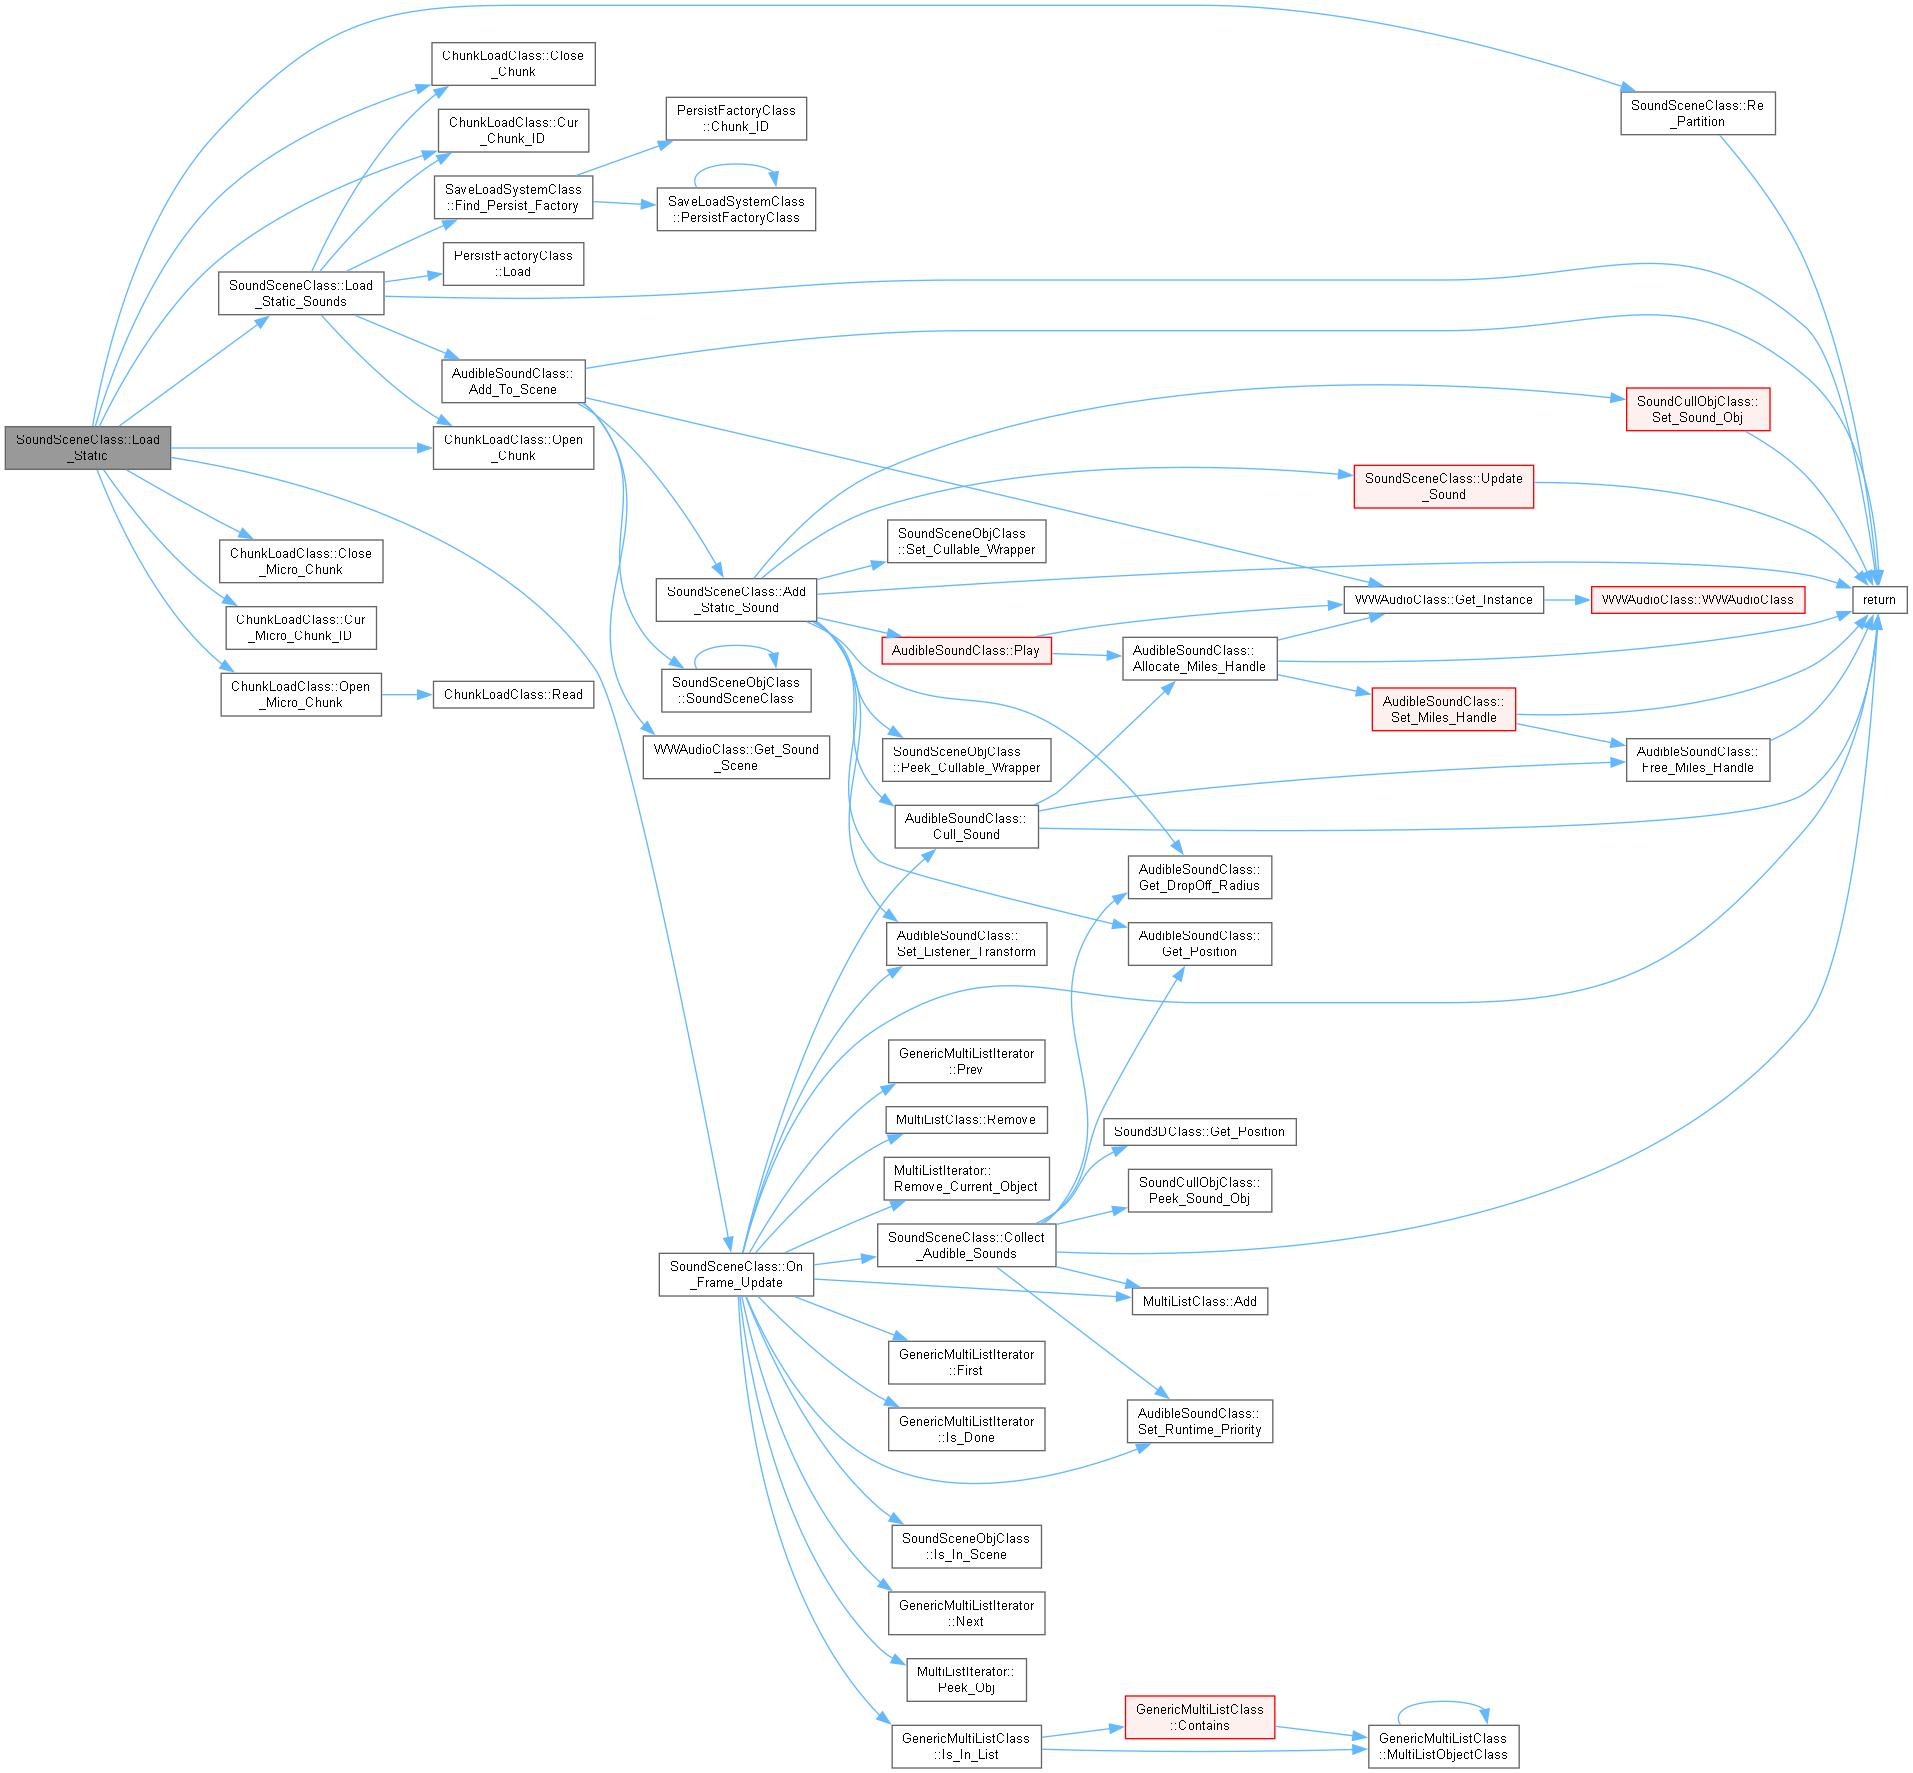 ChunkLoadClass::Close
_Chunk
SoundSceneClass::Re
_Partition
PersistFactoryClass
::Chunk_ID
ChunkLoadClass::Cur
_Chunk_ID
SaveLoadSystemClass
::Find_Persist_Factory
SaveLoadSystemClass
::PersistFactoryClass
PersistFactoryClass
::Load
SoundSceneClass::Load
_Static_Sounds
AudibleSoundClass::
Add_To_Scene
SoundCullObjClass::
Set_Sound_Obj
SoundSceneClass::Load
_Static
ChunkLoadClass::Open
_Chunk
SoundSceneClass::Update
_Sound
SoundSceneObjClass
::Set_Cullable_Wrapper
ChunkLoadClass::Close
_Micro_Chunk
SoundSceneClass::Add
_Static_Sound
WWAudioClass::Get_Instance
WWAudioClass::WWAudioClass
return
ChunkLoadClass::Cur
_Micro_Chunk_ID
AudibleSoundClass::Play
AudibleSoundClass::
Allocate_Miles_Handle
SoundSceneObjClass
::SoundSceneClass
ChunkLoadClass::Open
_Micro_Chunk
ChunkLoadClass::Read
AudibleSoundClass::
Set_Miles_Handle
WWAudioClass::Get_Sound
_Scene
SoundSceneObjClass
::Peek_Cullable_Wrapper
AudibleSoundClass::
Free_Miles_Handle
AudibleSoundClass::
Cull_Sound
AudibleSoundClass::
Get_DropOff_Radius
AudibleSoundClass::
Set_Listener_Transform
AudibleSoundClass::
Get_Position
GenericMultiListIterator
::Prev
MultiListClass::Remove
Sound3DClass::Get_Position
MultiListIterator::
Remove_Current_Object
SoundCullObjClass::
Peek_Sound_Obj
SoundSceneClass::Collect
_Audible_Sounds
SoundSceneClass::On
_Frame_Update
MultiListClass::Add
GenericMultiListIterator
::First
GenericMultiListIterator
::Is_Done
AudibleSoundClass::
Set_Runtime_Priority
SoundSceneObjClass
::Is_In_Scene
GenericMultiListIterator
::Next
MultiListIterator::
Peek_Obj
GenericMultiListClass
::Contains
GenericMultiListClass
::Is_In_List
GenericMultiListClass
::MultiListObjectClass